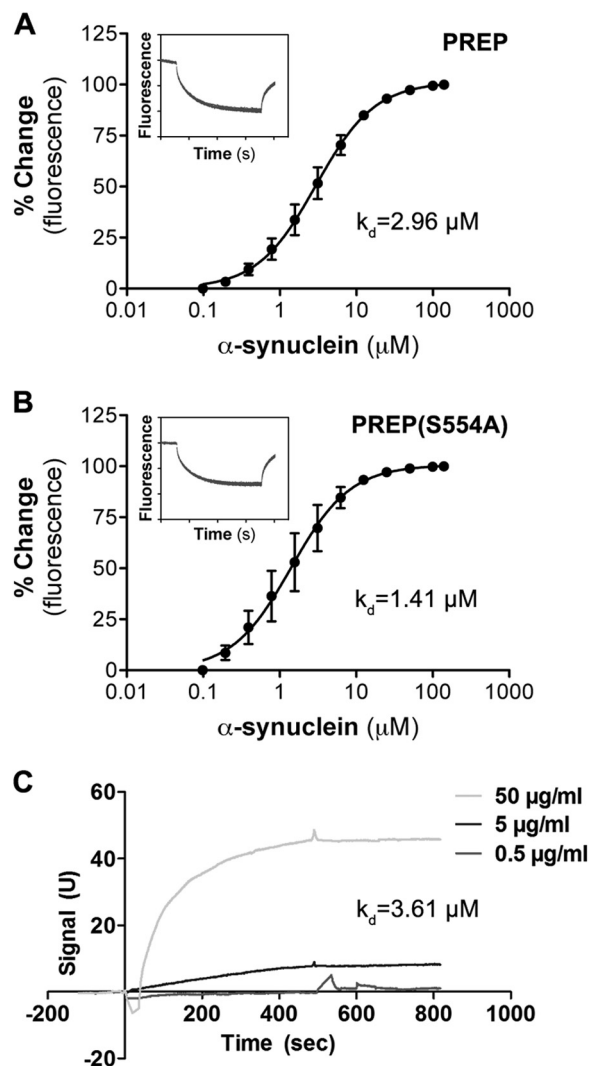 A
PREP
125
100
75
50
25
0
% Change
(fluorescence)
Fluorescence
Time (s)
kd=2.96 µM
0.01 0.1 1 10 100 1000
α-synuclein (µM)
B
PREP(S554A)
125
100
75
50
25
0
% Change
(fluorescence)
Fluorescence
Time (s)
kd=1.41 µM
0.01 0.1 1 10 100 1000
α-synuclein (µM)
C
60
40
20
0
-20
Signal (U)
50 µg/ml
5 µg/ml
0.5 µg/ml
kd=3.61 µM
-200 200 400 600 800 1000
Time (sec)